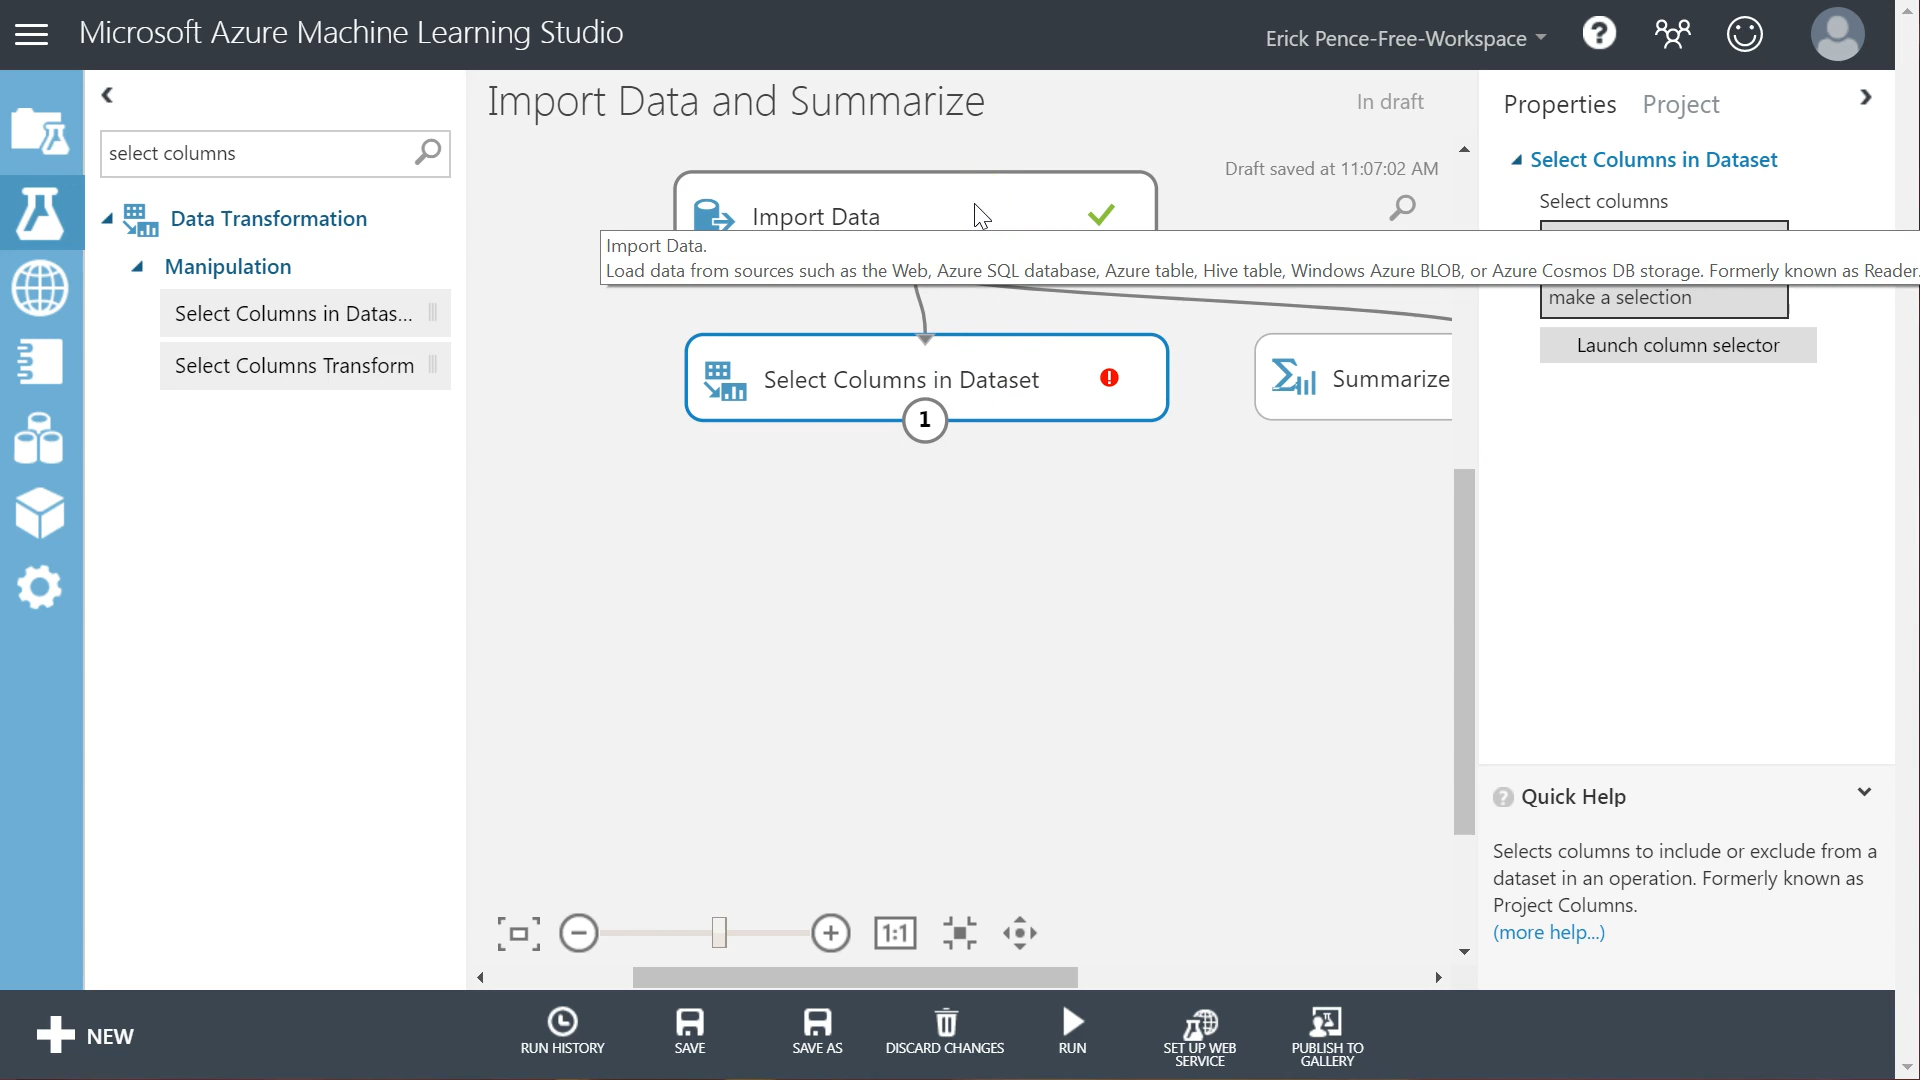 Microsoft Azure Machine Learning Studio
Erick Pence-Free-Workspace
?
select columns
Data Transformation
Manipulation
Select Columns in Datas...
Select Columns Transform
Import Data and Summarize
In draft
Draft saved at 11:07:02 AM
Import Data
Import Data.
Load data from sources such as the Web, Azure SQL database, Azure table, Hive table, Windows Azure BLOB, or Azure Cosmos DB storage. Formerly known as Reader.
Select Columns in Dataset
!
1
Summarize
1:1
Properties Project
Select Columns in Dataset
Select columns
make a selection
Launch column selector
? Quick Help
Selects columns to include or exclude from a
dataset in an operation. Formerly known as
Project Columns.
(more help...)
NEW
RUN HISTORY
SAVE
SAVE AS
DISCARD CHANGES
RUN
SET UP WEB
SERVICE
PUBLISH TO
GALLERY